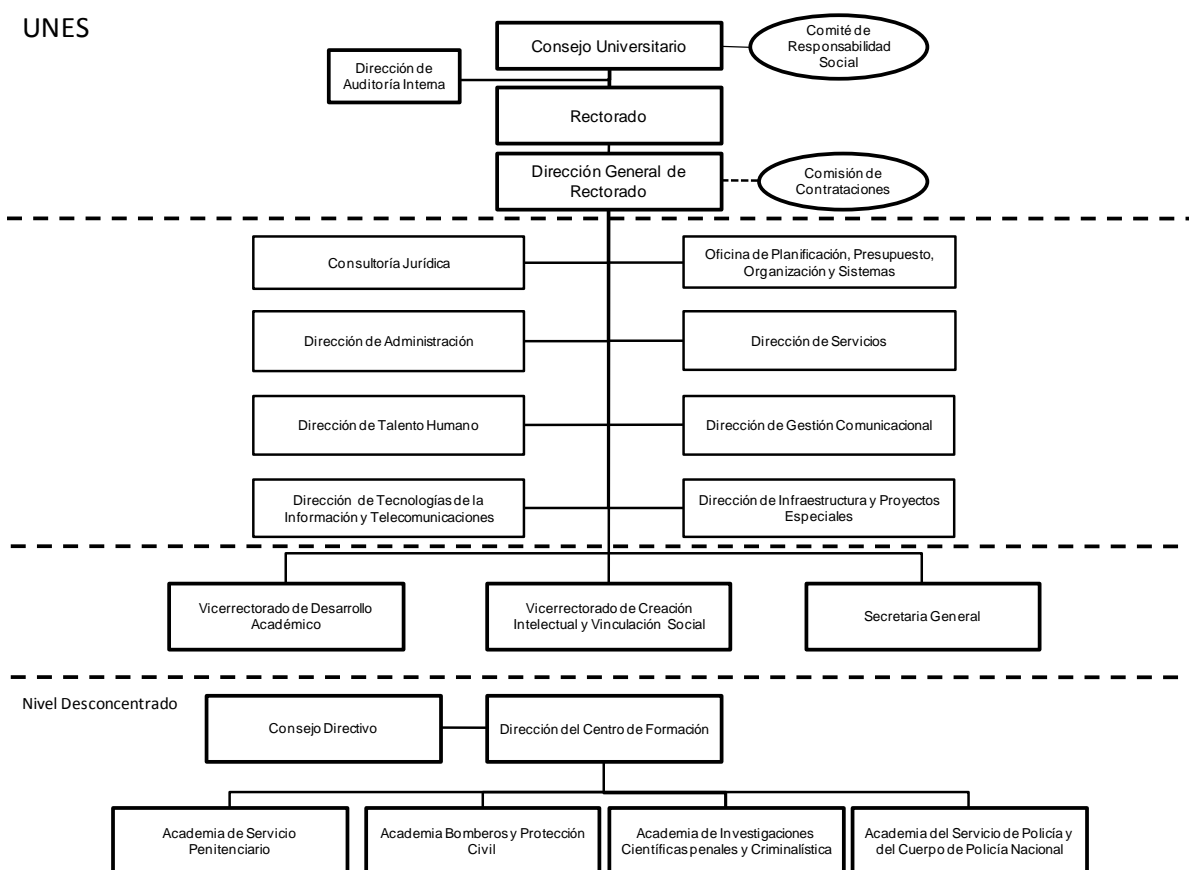 UNES
Consejo Universitario
Comité de
Responsabilidad
Social
Dirección de
Auditoría Interna
Rectorado
Dirección General de
Rectorado
Comisión de
Contrataciones
Consultoría Jurídica
Oficina de Planificación, Presupuesto,
Organización y Sistemas
Dirección de Administración
Dirección de Servicios
Dirección de Talento Humano
Dirección de Gestión Comunicacional
Dirección de Tecnologías de la
Información y Telecomunicaciones
Dirección de Infraestructura y Proyectos
Especiales
Vicerrectorado de Desarrollo
Académico
Vicerrectorado de Creación
Intelectual y Vinculación Social
Secretaria General
Nivel Desconcentrado
Consejo Directivo
Dirección del Centro de Formación
Academia de Servicio
Penitenciario
Academia Bomberos y Protección
Civil
Academia de Investigaciones
Científicas penales y Criminalística
Academia del Servicio de Policía y
del Cuerpo de Policía Nacional